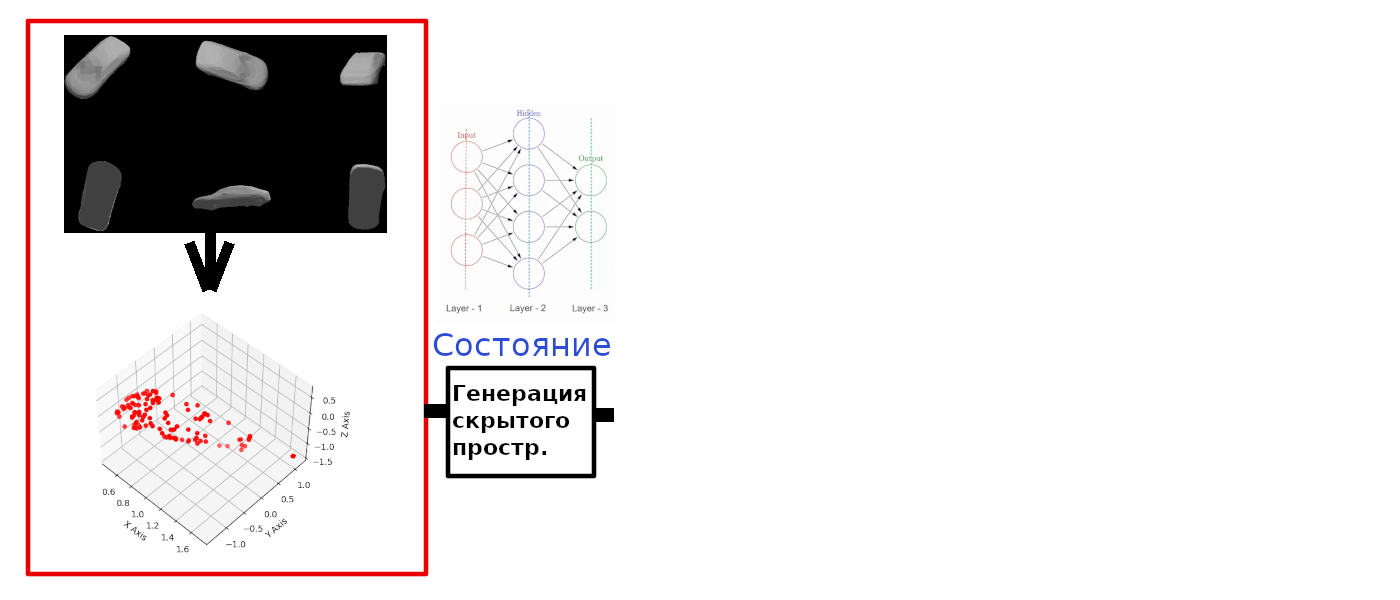 Hidden
Input
Output
Layer - 1
Layer - 2
Layer - 3
Состояние
Генерация
скрытого
простр.
0.5
0.0
−0.5
−1.0
−1.5
Z Axis
1.0
0.5
0.0
−0.5
−1.0
Y Axis
0.6
0.8
1.0
1.2
1.4
1.6
X Axis